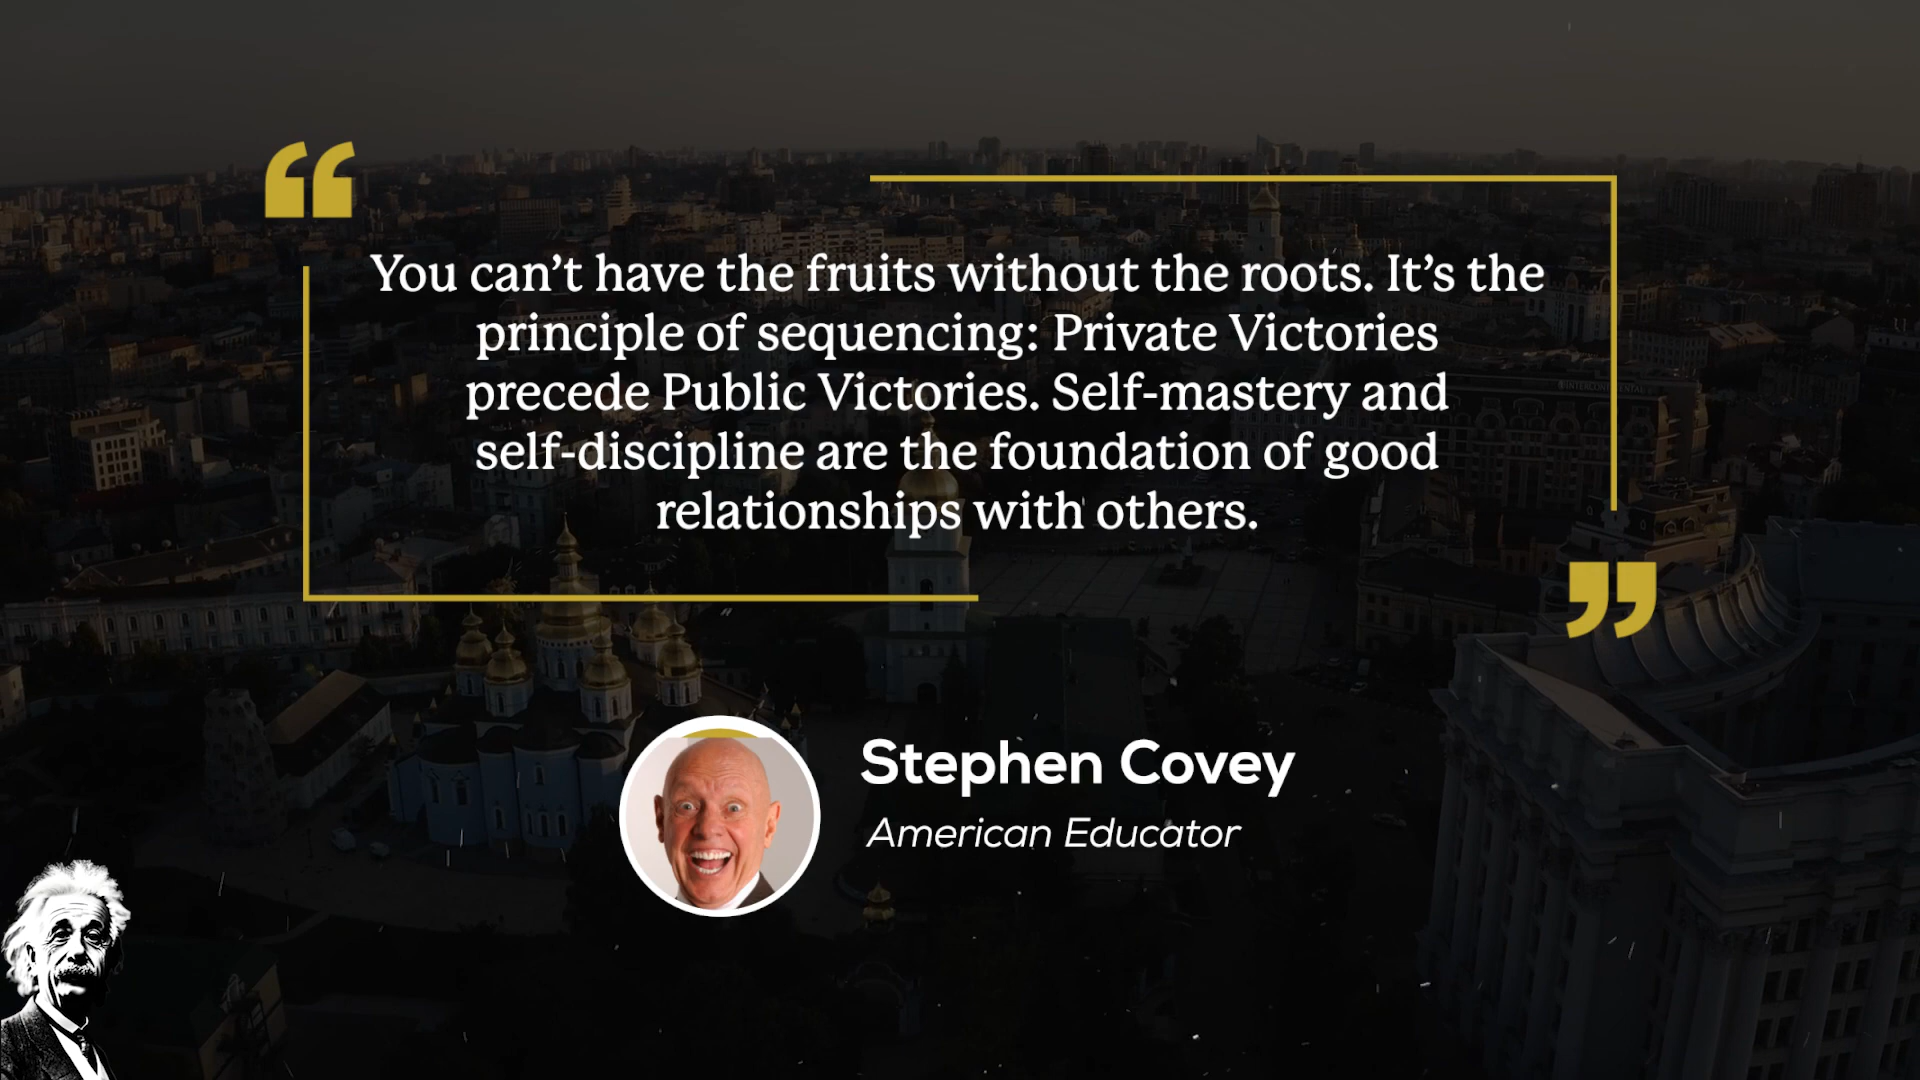 “
You can’t have the fruits without the roots. It’s the
principle of sequencing: Private Victories
precede Public Victories. Self-mastery and
self-discipline are the foundation of good
relationships with others.
”
Stephen Covey
American Educator
INTERCONTINENTAL